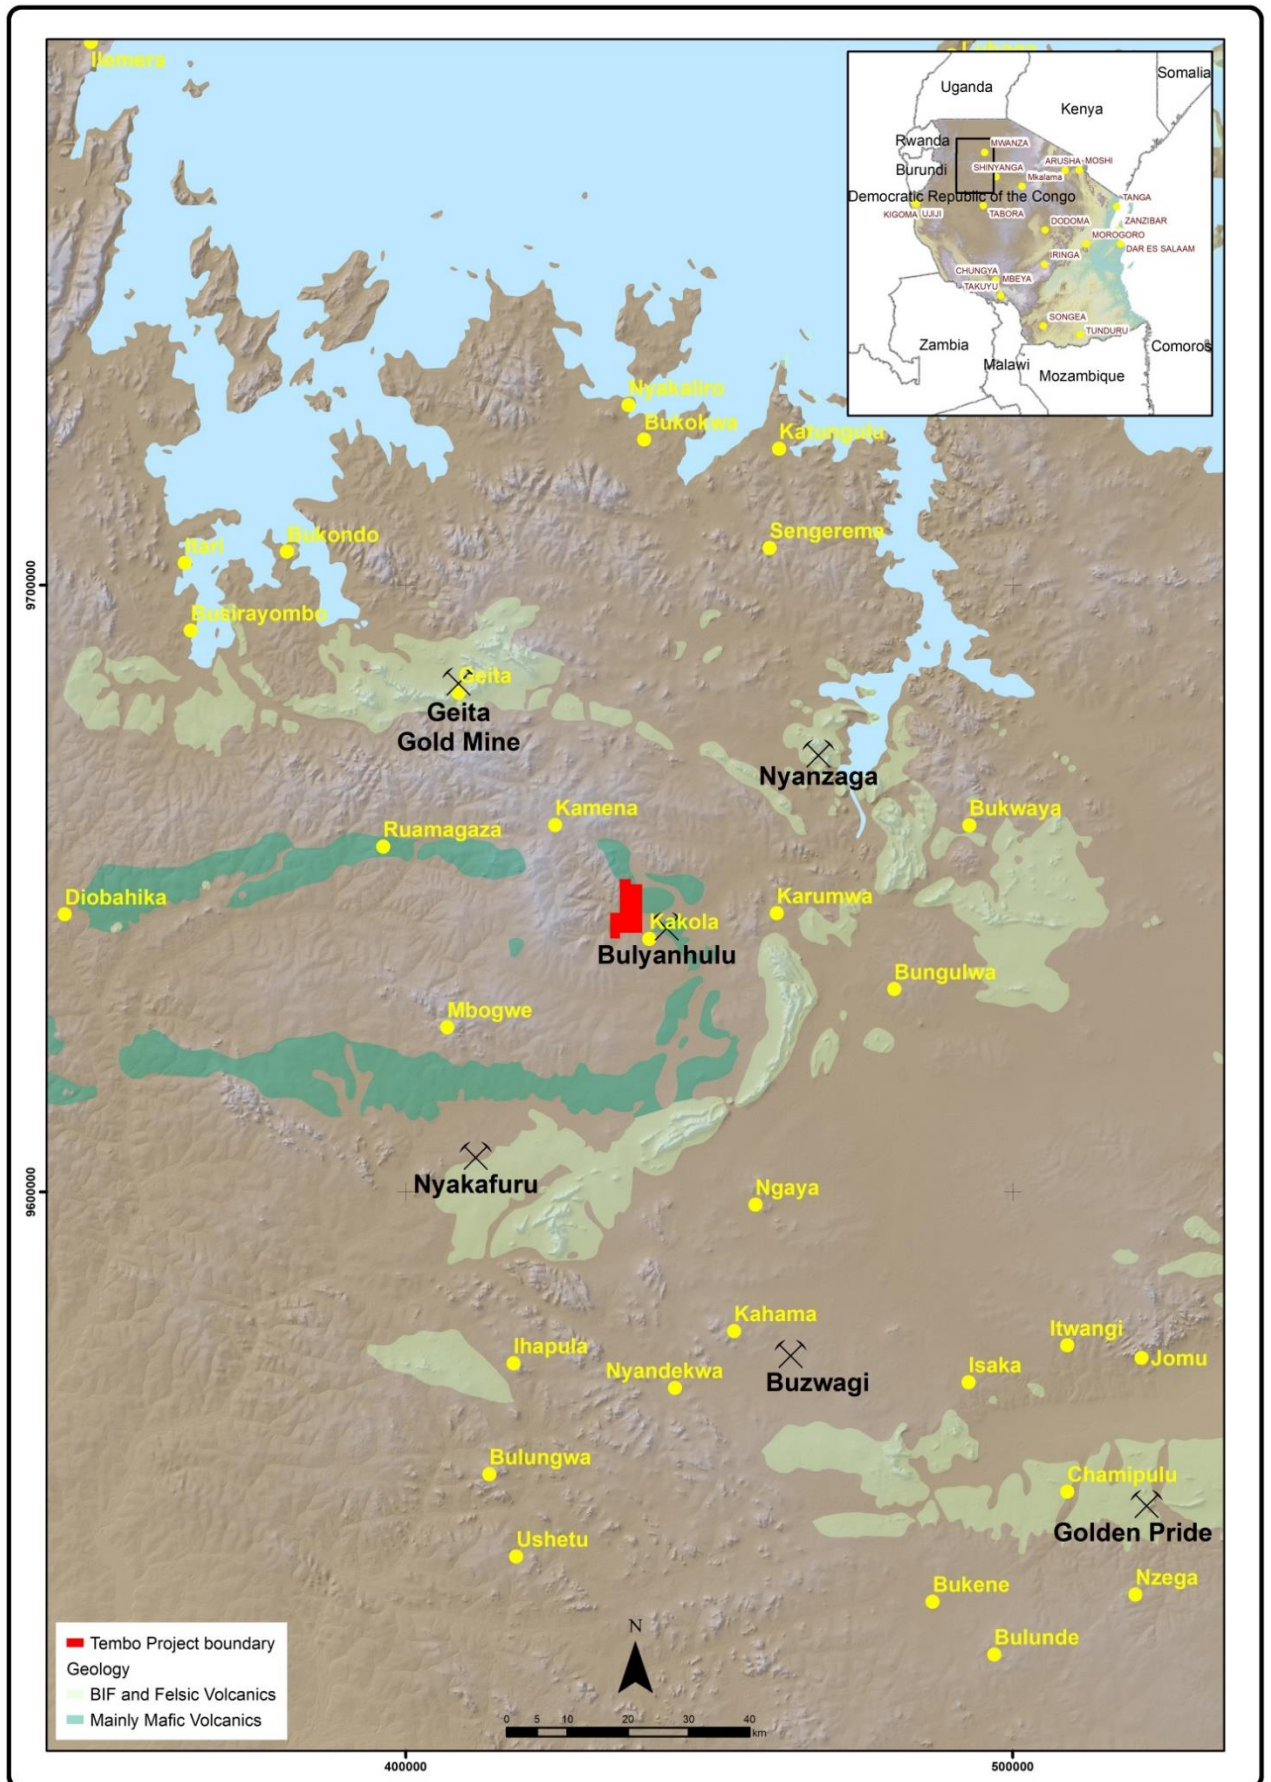 Ilemera
Uganda
Somalia
Kenya
Rwanda
MWANZA
Burundi
SHINYANGA
ARUSHA
MOSHI
Mkalama
Democratic Republic of the Congo
TANGA
KIGOMA
UJIJI
TABORA
ZANZIBAR
DODOMA
MOROGORO
DAR ES SALAAM
IRINGA
CHUNGYA
MBEYA
TAKUYU
SONGEA
TUNDURU
Zambia
Malawi
Comoros
Mozambique
Nyakaliro
Bukokwa
Katungulu
Sengerema
Bukondo
Itari
9700000
Busirayombo
Geita
Geita
Gold Mine
Nyanzaga
Kamena
Bukwaya
Ruamagaza
Diobahika
Karumwa
Kakola
Bulyanhulu
Bungulwa
Mbogwe
Nyakafuru
Ngaya
9600000
Kahama
Itwangi
Ihapula
Jomu
Nyandekwa
Isaka
Buzwagi
Bulungwa
Chamipulu
Golden Pride
Ushetu
Bukene
Nzega
Bulunde
N
Tembo Project boundary
Geology
BIF and Felsic Volcanics
Mainly Mafic Volcanics
0 5 10 20 30 40
km
400000
500000